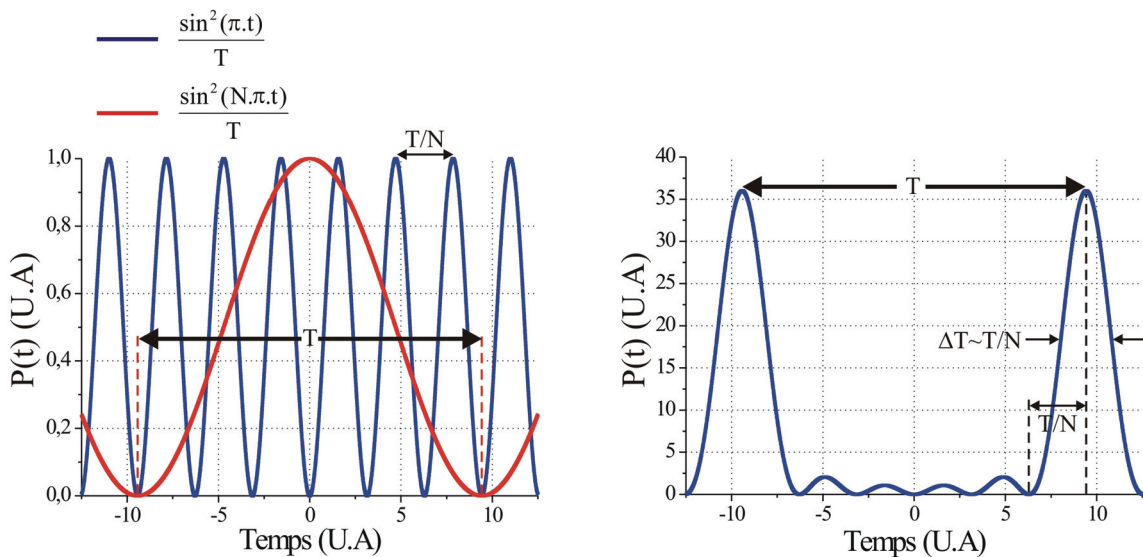 sin²(π.t)
T
sin²(N.π.t)
T
T/N
1,0
0,8
0,6
0,4
0,2
0,0
P(t) (U.A)
T
-10 -5 0 5 10
Temps (U.A)
40
35
30
25
20
15
10
5
0
P(t) (U.A)
T
ΔT~T/N
T/N
-10 -5 0 5 10
Temps (U.A)